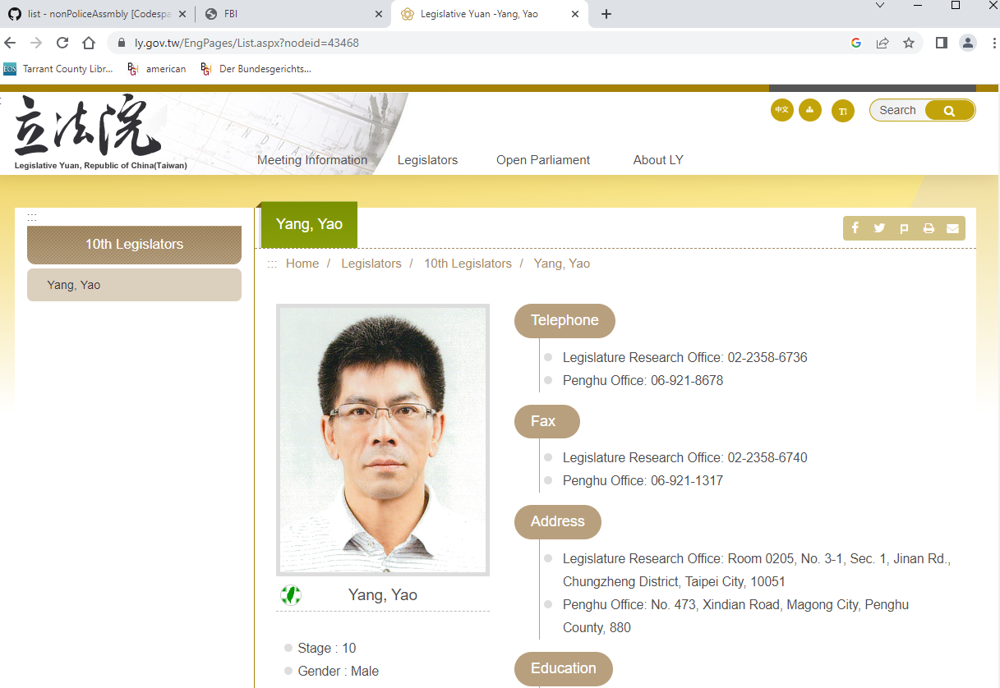 list - nonPoliceAssmbly [Codespa
FBI
Legislative Yuan -Yang, Yao
ly.gov.tw/EngPages/List.aspx?nodeid=43468
EOS Tarrant County Libr...
american
Der Bundesgerichts...
立法院
Legislative Yuan, Republic of China(Taiwan)
中文
T!
Search
Meeting Information
Legislators
Open Parliament
About LY
:::
10th Legislators
Yang, Yao
Yang, Yao
::: Home / Legislators / 10th Legislators / Yang, Yao
INDIAN
Yang, Yao
Stage : 10
Gender : Male
Telephone
Legislature Research Office: 02-2358-6736
Penghu Office: 06-921-8678
Fax
Legislature Research Office: 02-2358-6740
Penghu Office: 06-921-1317
Address
Legislature Research Office: Room 0205, No. 3-1, Sec. 1, Jinan Rd.,
Chungzheng District, Taipei City, 10051
Penghu Office: No. 473, Xindian Road, Magong City, Penghu
County, 880
Education